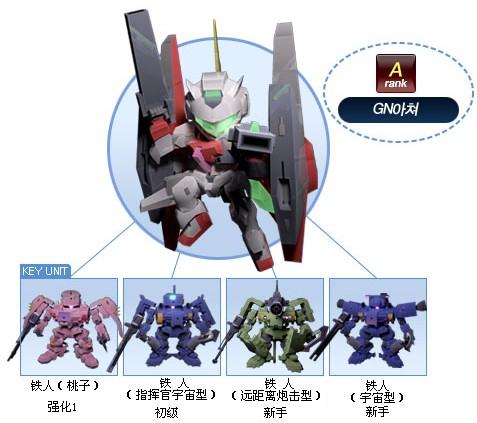 A
rank
GN아쳐
KEY UNIT
铁人（桃子）
强化1
铁 人
（指挥官宇宙型）
初级
铁 人
（远距离炮击型）
新手
铁人
（宇宙型）
新手